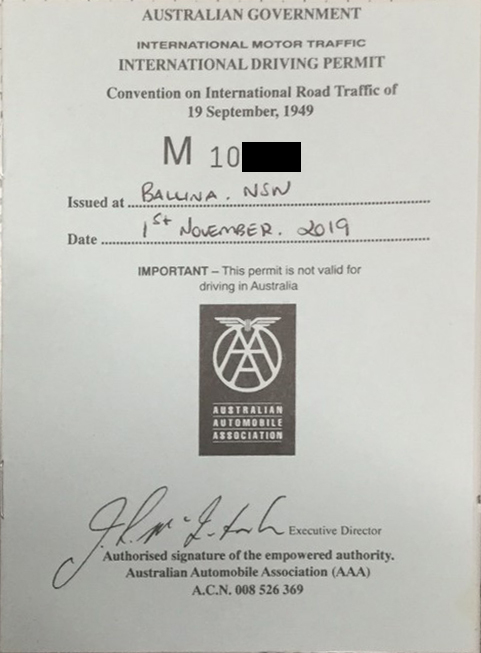 AUSTRALIAN GOVERNMENT
INTERNATIONAL MOTOR TRAFFIC
INTERNATIONAL DRIVING PERMIT
Convention on International Road Traffic of
19 September, 1949
M 10
Issued at BALLINA. NSW
Date 1st NOVEMBER. 2019
IMPORTANT – This permit is not valid for
driving in Australia
AAA
AUSTRALIAN
AUTOMOBILE
ASSOCIATION
Executive Director
Authorised signature of the empowered authority.
Australian Automobile Association (AAA)
A.C.N. 008 526 369